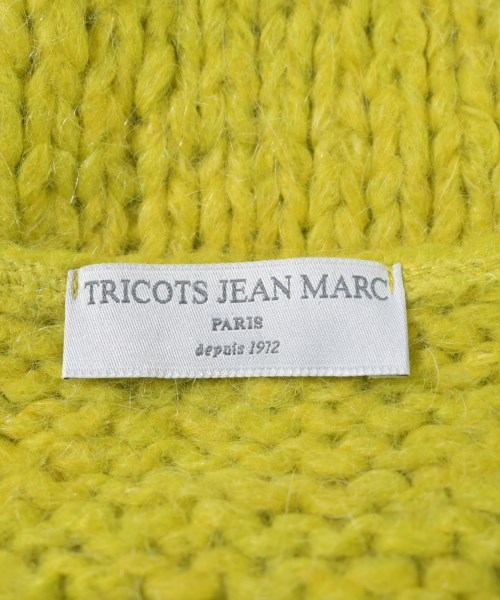 TRICOTS JEAN MARC
PARIS
depuis 1972